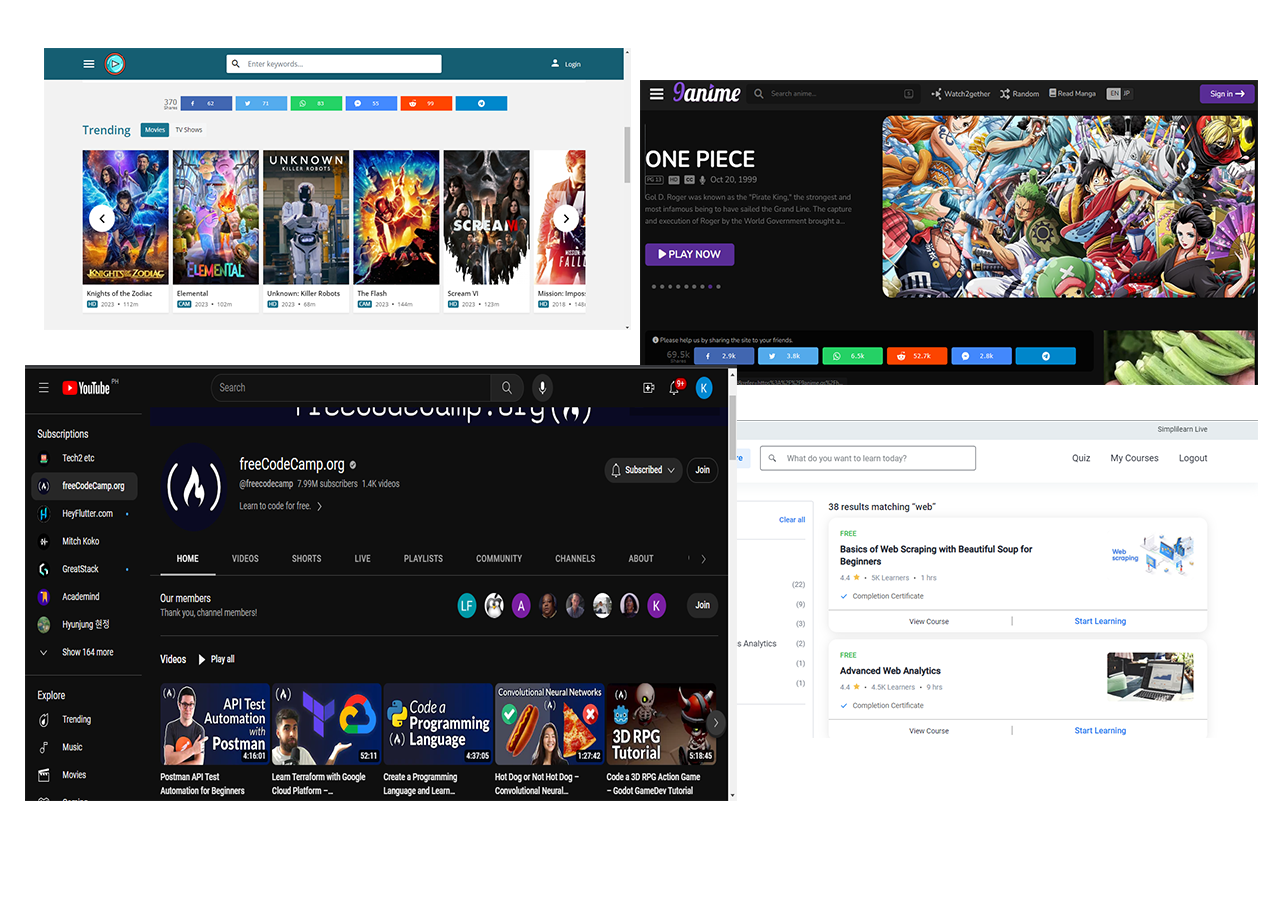 Enter keywords...
Login
370
Shares
62
71
83
55
99
Trending
Movies
TV Shows
UNKNOWN
KILLER ROBOTS
KNIGHTS OF THE ZODIAC
ELEMENTAL
SCREAM
Knights of the Zodiac
HD 2023 • 112m
Elemental
CAM 2023 • 102m
Unknown: Killer Robots
HD 2023 • 68m
The Flash
CAM 2023 • 144m
Scream VI
HD 2023 • 123m
Mission: Imposs
HD 2018 • 148
9anime
Search anime...
Watch2gether
Random
Read Manga
EN JP
Sign in
ONE PIECE
PG 13 HD CC Oct 20, 1999
Gol D. Roger was known as the "Pirate King," the strongest and
most infamous being to have sailed the Grand Line. The capture
and execution of Roger by the World Government brought a...
PLAY NOW
Please help us by sharing the site to your friends.
69.5k
Shares
2.9k
3.8k
6.5k
52.7k
2.8k
YouTube PH
Search
9+
K
freeCodeCamp.org
Subscriptions
Tech2 etc
freeCodeCamp.org
HeyFlutter.com
Mitch Koko
GreatStack
Academind
Hyunjung 현정
Show 164 more
Explore
Trending
Music
Movies
freeCodeCamp.org
@freecodecamp 7.99M subscribers 1.4K videos
Learn to code for free.
Subscribed
Join
HOME
VIDEOS
SHORTS
LIVE
PLAYLISTS
COMMUNITY
CHANNELS
ABOUT
Our members
Thank you, channel members!
LF
A
K
Join
Videos
Play all
API Test
Automation
with
Postman
4:16:01
52:11
Code a
Programming
Language
4:37:05
Convolutional Neural Networks
1:27:42
3D RPG
Tutorial
5:18:45
Postman API Test
Automation for Beginners
Learn Terraform with Google
Cloud Platform –...
Create a Programming
Language and Learn...
Hot Dog or Not Hot Dog –
Convolutional Neural...
Code a 3D RPG Action Game
– Godot GameDev Tutorial
Simplilearn Live
re
What do you want to learn today?
Quiz
My Courses
Logout
Clear all
(22)
(9)
(3)
s Analytics (2)
(1)
(1)
38 results matching "web"
FREE
Basics of Web Scraping with Beautiful Soup for
Beginners
4.4 • 5K Learners • 1 hrs
Completion Certificate
Web
scraping
View Course
Start Learning
FREE
Advanced Web Analytics
4.4 • 4.5K Learners • 9 hrs
Completion Certificate
View Course
Start Learning